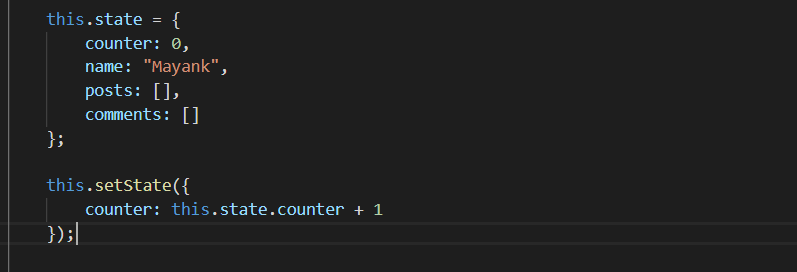 this.state = {
    counter: 0,
    name: "Mayank",
    posts: [],
    comments: []
};
this.setState({
    counter: this.state.counter + 1
});